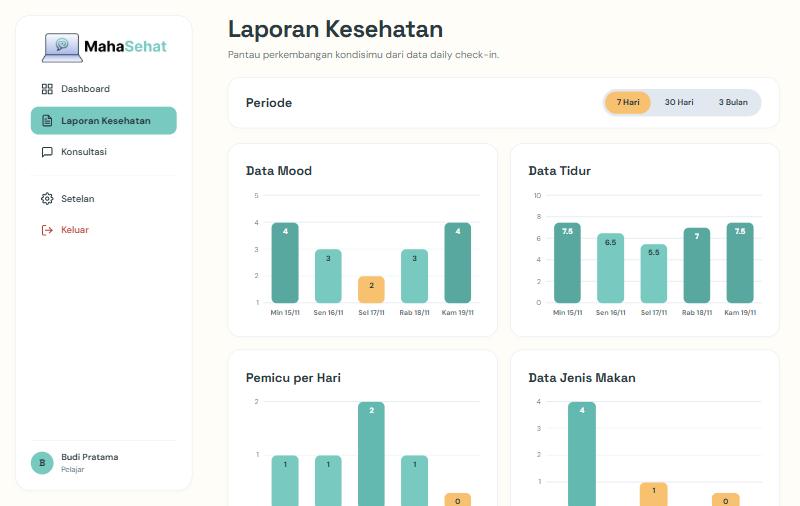 MahaSehat
Dashboard
Laporan Kesehatan
Konsultasi
Setelan
Keluar
B
Budi Pratama
Pelajar
Laporan Kesehatan
Pantau perkembangan kondisimu dari data daily check-in.
Periode
7 Hari
30 Hari
3 Bulan
Data Mood
5
4
3
2
1
4
3
2
3
4
Min 15/11
Sen 16/11
Sel 17/11
Rab 18/11
Kam 19/11
Data Tidur
10
8
6
4
2
0
7.5
6.5
5.5
7
7.5
Min 15/11
Sen 16/11
Sel 17/11
Rab 18/11
Kam 19/11
Pemicu per Hari
2
1
1
1
2
1
0
Data Jenis Makan
4
3
2
1
4
1
0